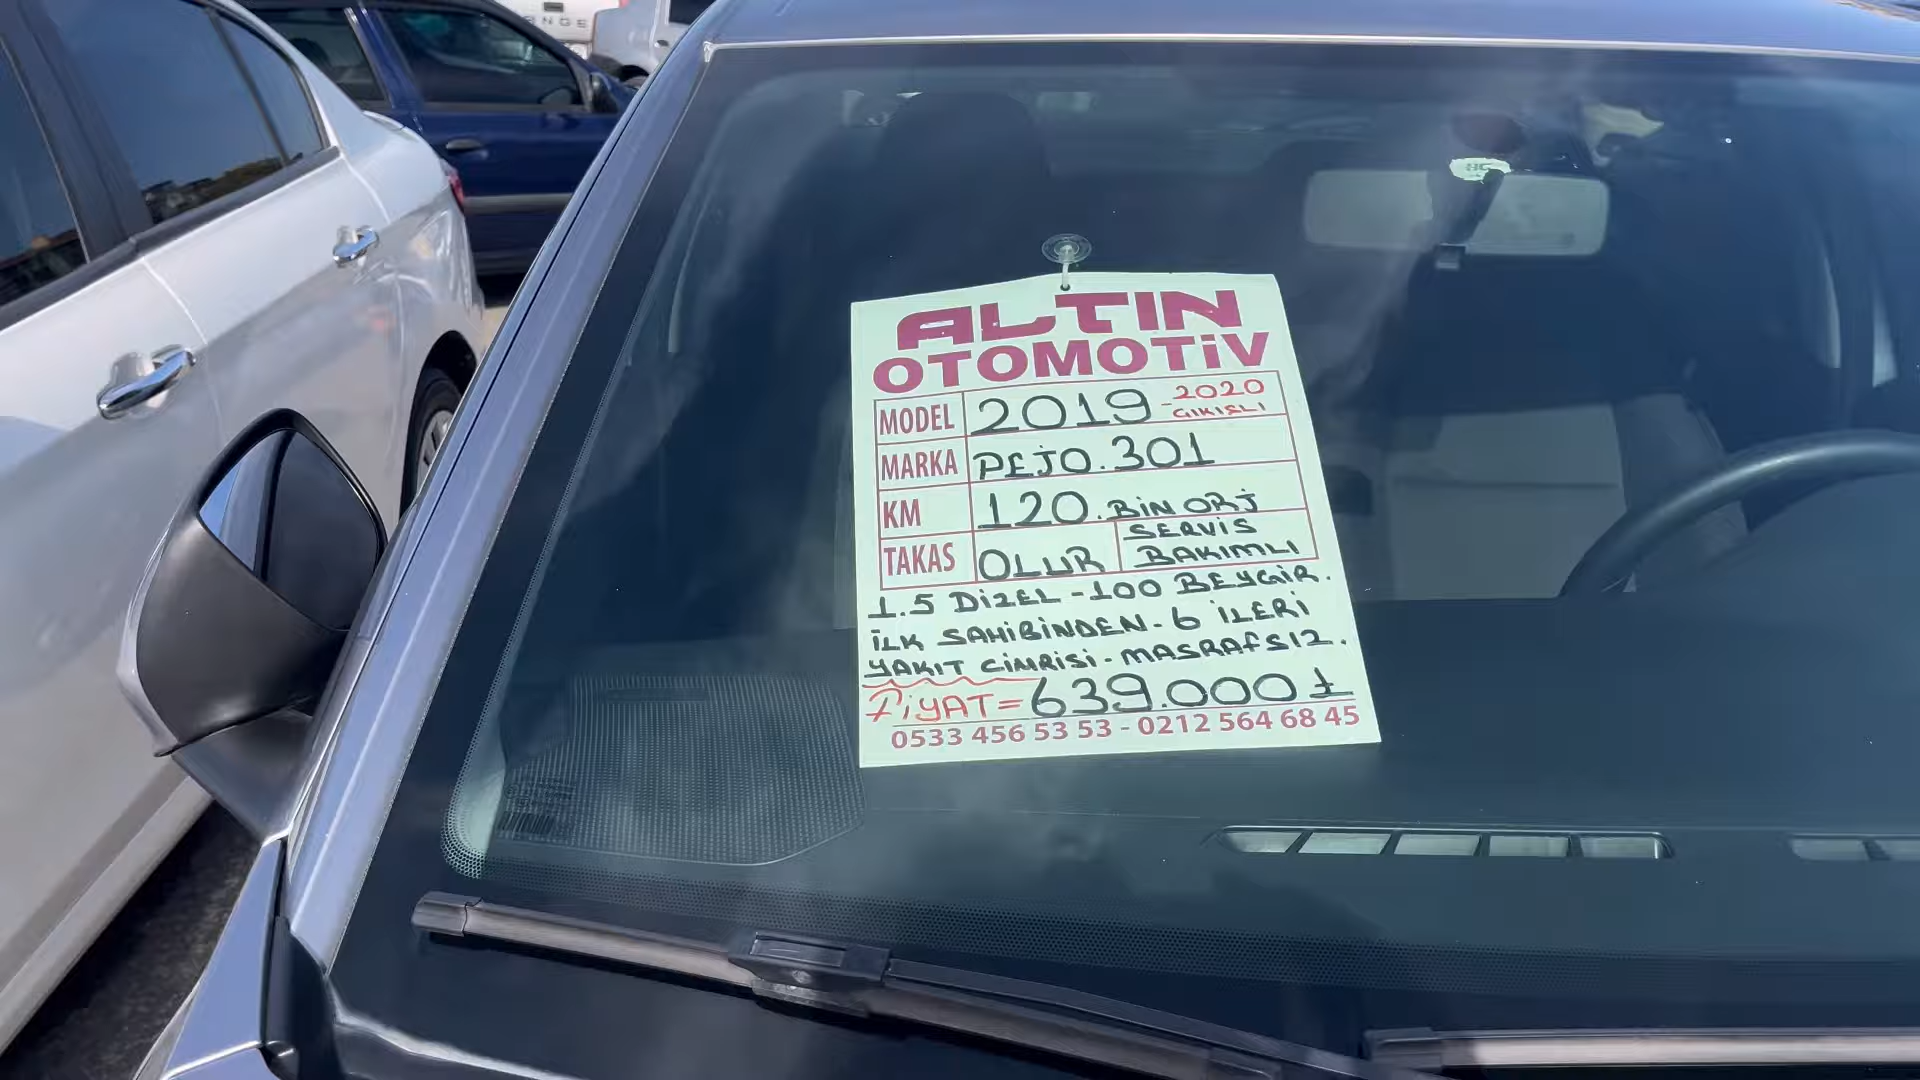 NGE
ALTIN
OTOMOTİV
MODEL 2019 - 2020 ÇIKIŞLI
MARKA PEJO.301
KM 120.BİN ORJ
TAKAS OLUR SERVİS BAKIMLI
1.5 DİZEL-100 BEYGİR.
İLK SAHİBİNDEN-6 İLERİ
YAKIT CİMRİSİ-MASRAFSIZ.
FİYAT=639.000₺
0533 456 53 53 - 0212 564 68 45